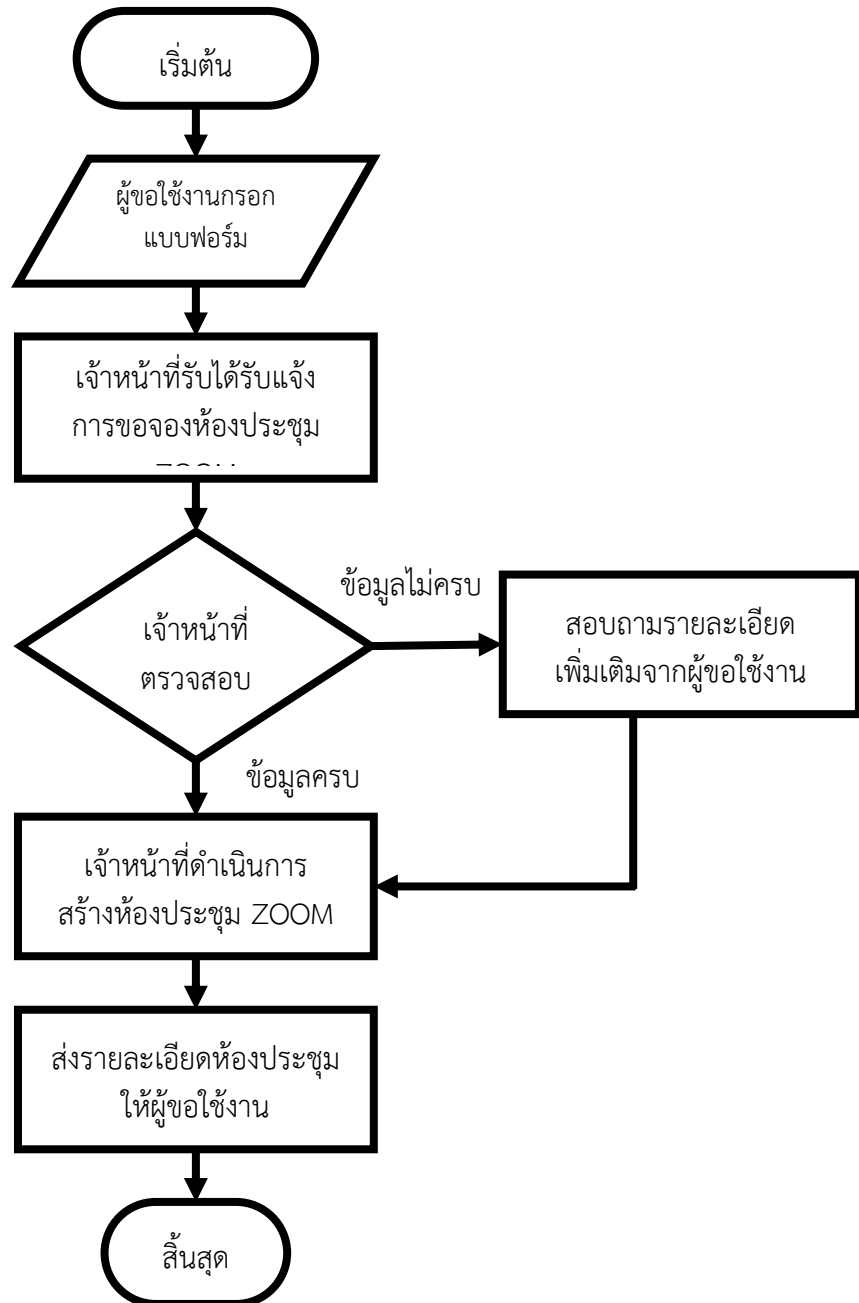 เริ่มต้น
ผู้ขอใช้งานกรอก
แบบฟอร์ม
เจ้าหน้าที่รับได้รับแจ้ง
การขอจองห้องประชุม
เจ้าหน้าที่
ตรวจสอบ
ข้อมูลไม่ครบ
สอบถามรายละเอียด
เพิ่มเติมจากผู้ขอใช้งาน
ข้อมูลครบ
เจ้าหน้าที่ดำเนินการ
สร้างห้องประชุม ZOOM
ส่งรายละเอียดห้องประชุม
ให้ผู้ขอใช้งาน
สิ้นสุด